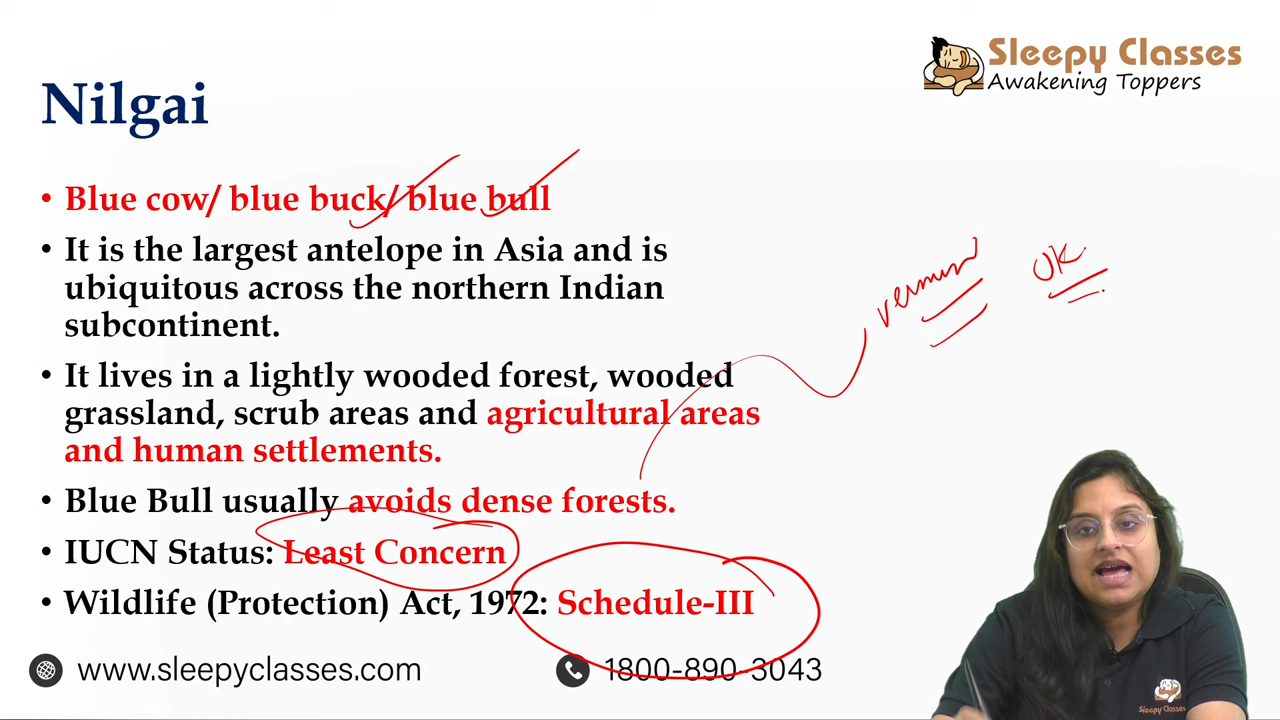 Sleepy Classes
Awakening Toppers
Nilgai
• Blue cow/ blue buck/ blue bull
• It is the largest antelope in Asia and is
ubiquitous across the northern Indian
subcontinent.
• It lives in a lightly wooded forest, wooded
grassland, scrub areas and agricultural areas
and human settlements.
• Blue Bull usually avoids dense forests.
• IUCN Status: Least Concern
• Wildlife (Protection) Act, 1972: Schedule-III
UK
www.sleepyclasses.com
1800-890-3043
Sleepy Classes